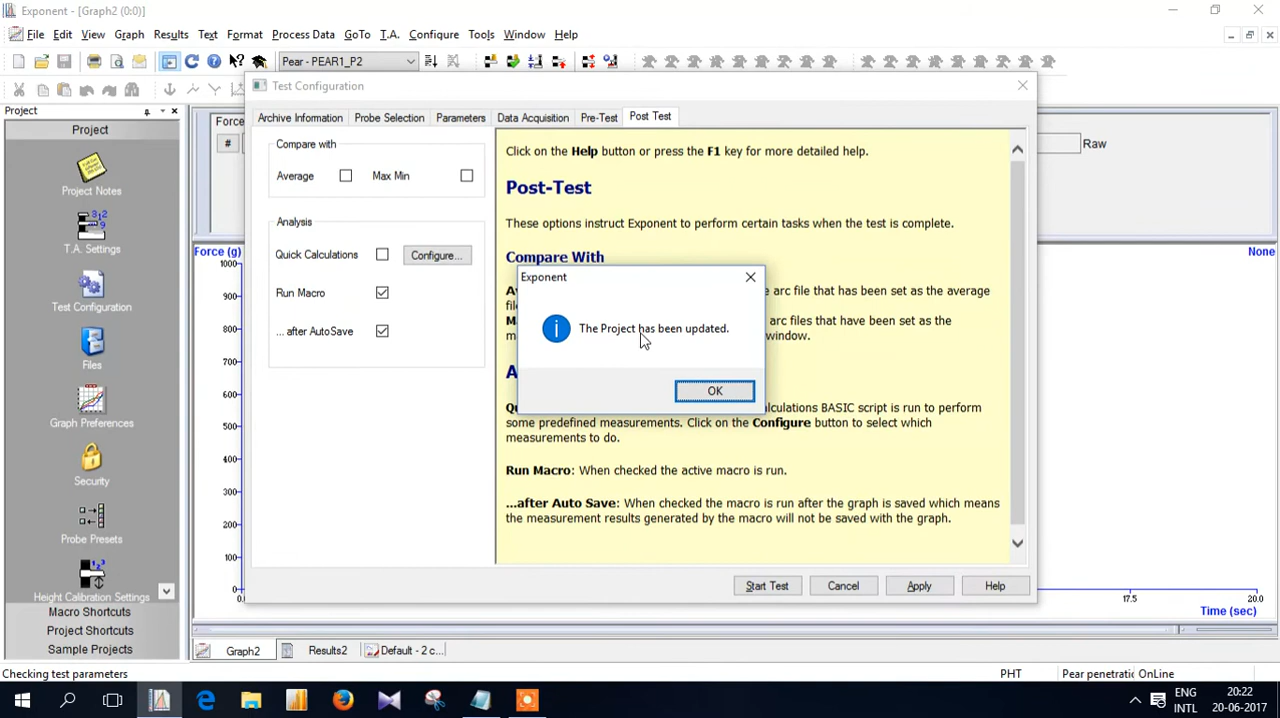 Exponent - [Graph2 (0:0)]
File Edit View Graph Results Text Format Process Data GoTo T.A. Configure Tools Window Help
Pear - PEAR1_P2
Project
Project
Project Notes
T.A. Settings
Test Configuration
Files
Graph Preferences
Security
Probe Presets
Height Calibration Settings
Macro Shortcuts
Project Shortcuts
Sample Projects
Force
#
Raw
Force (g)
None
1000
900
800
700
600
500
400
300
200
100
0
17.5
20.0
Time (sec)
Test Configuration
Archive Information Probe Selection Parameters Data Acquisition Pre-Test Post Test
Compare with
Average Max Min
Analysis
Quick Calculations Configure...
Run Macro
... after AutoSave
Click on the Help button or press the F1 key for more detailed help.
Post-Test
These options instruct Exponent to perform certain tasks when the test is complete.
Compare With
e arc file that has been set as the average
arc files that have been set as the
window.
calculations BASIC script is run to perform
some predefined measurements. Click on the Configure button to select which
measurements to do.
Run Macro: When checked the active macro is run.
...after Auto Save: When checked the macro is run after the graph is saved which means
the measurement results generated by the macro will not be saved with the graph.
Exponent
The Project has been updated.
OK
Start Test Cancel Apply Help
Graph2 Results2 Default - 2 c...
Checking test parameters
PHT Pear penetratic OnLine
ENG
INTL
20:22
20-06-2017